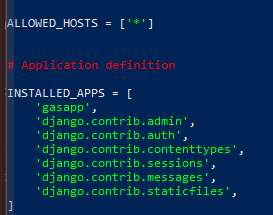 ALLOWED_HOSTS = ['*']
# Application definition
INSTALLED_APPS = [
    'gasapp',
    'django.contrib.admin',
    'django.contrib.auth',
    'django.contrib.contenttypes',
    'django.contrib.sessions',
    'django.contrib.messages',
    'django.contrib.staticfiles',
]